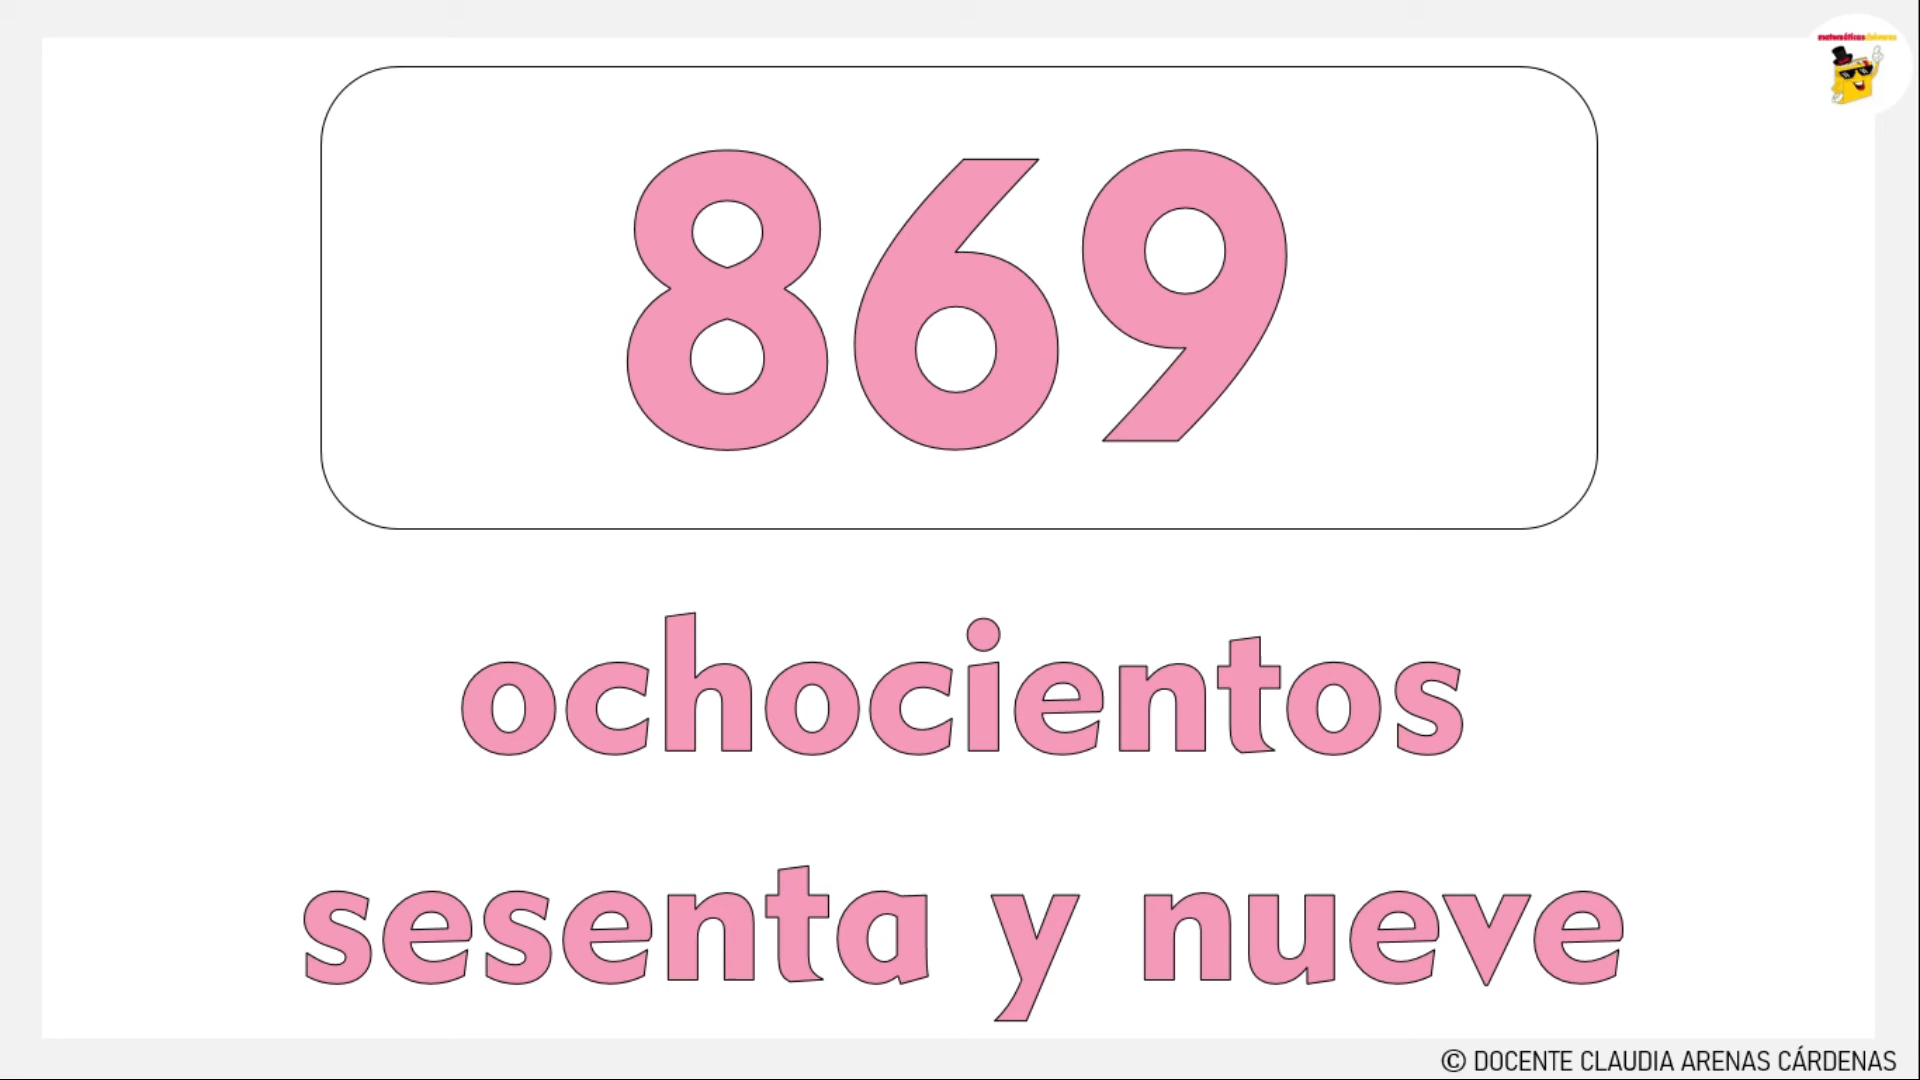 869
ochocientos
sesenta y nueve
© DOCENTE CLAUDIA ARENAS CÁRDENAS